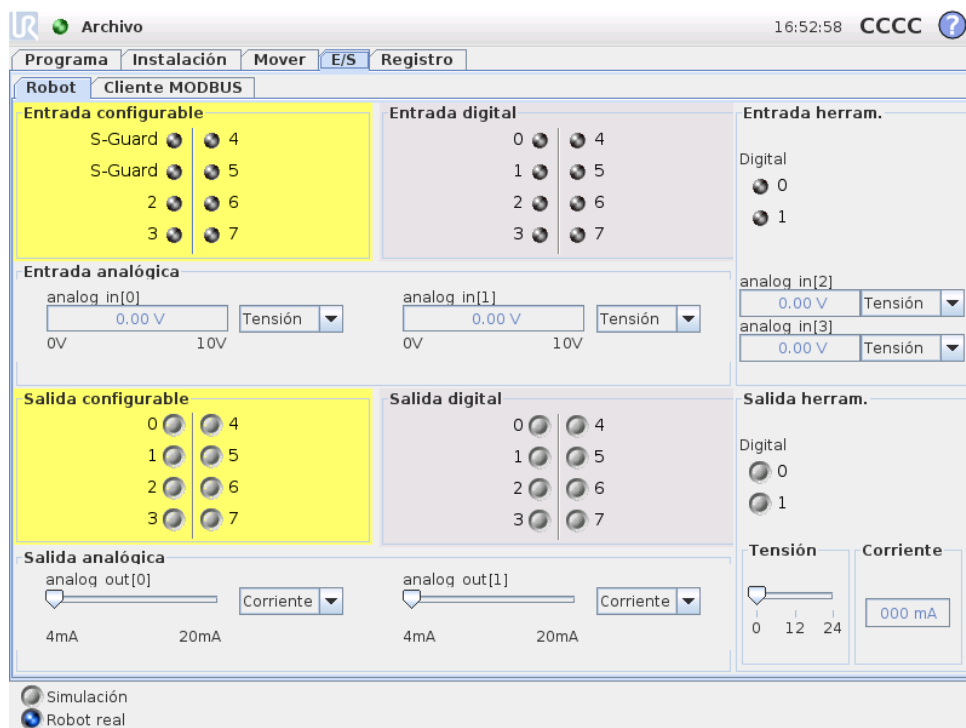 UR Archivo 16:52:58 CCCC ?
Programa Instalación Mover E/S Registro
Robot Cliente MODBUS
Entrada configurable
S-Guard 4
S-Guard 5
2 6
3 7
Entrada digital
0 4
1 5
2 6
3 7
Entrada herram.
Digital
0
1
analog in[2]
0.00 V Tensión
analog in[3]
0.00 V Tensión
Entrada analógica
analog in[0]
0.00 V Tensión
0V 10V
analog in[1]
0.00 V Tensión
0V 10V
Salida configurable
0 4
1 5
2 6
3 7
Salida digital
0 4
1 5
2 6
3 7
Salida herram.
Digital
0
1
Tensión
0 12 24
Corriente
000 mA
Salida analógica
analog out[0]
Corriente
4mA 20mA
analog out[1]
Corriente
4mA 20mA
Simulación
Robot real